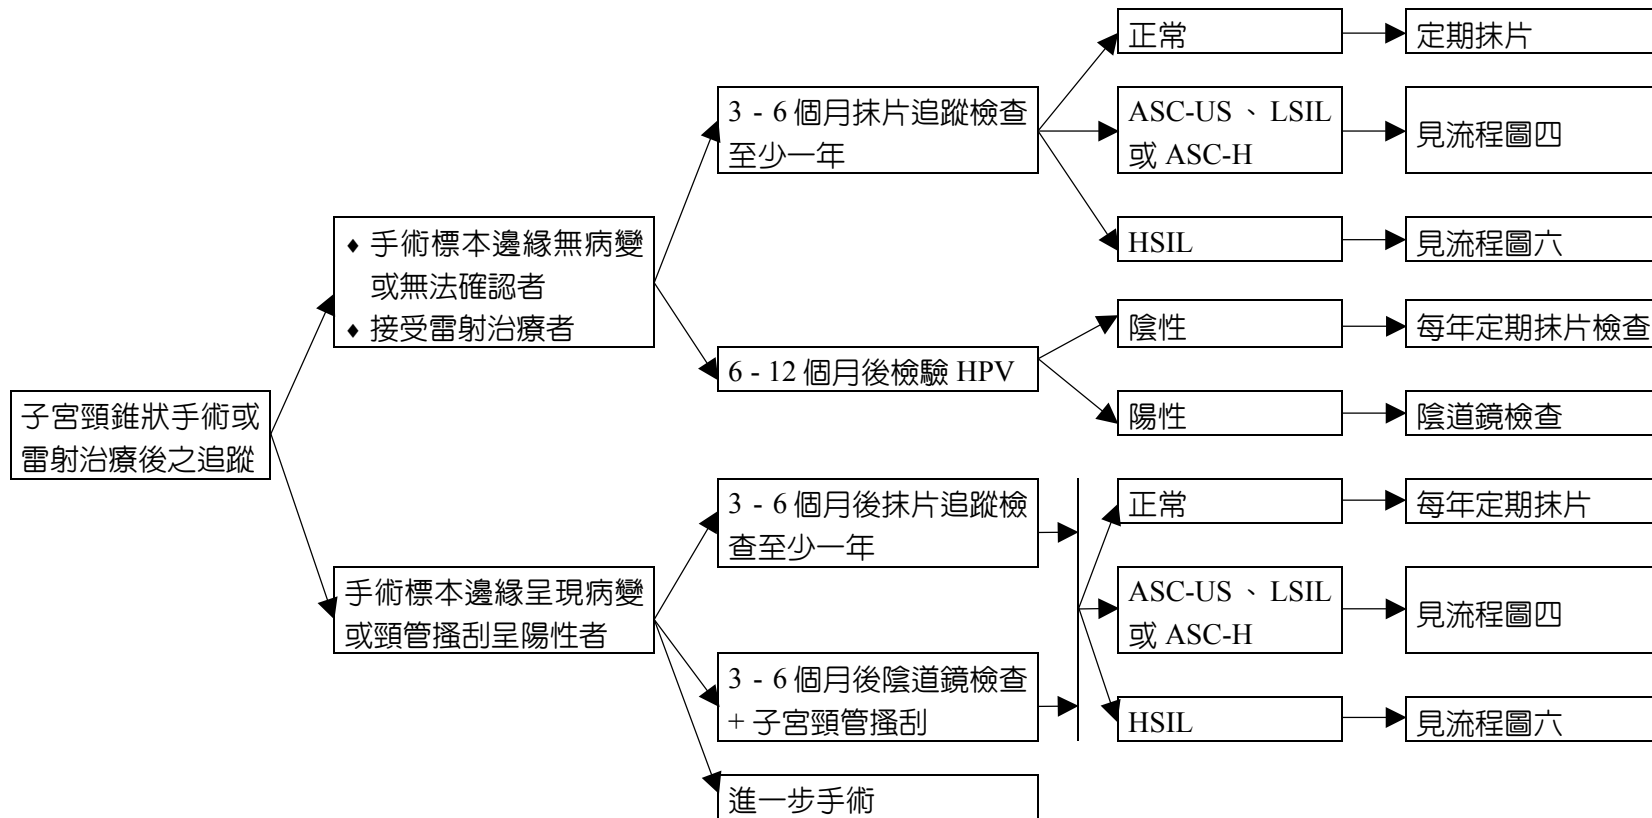 子宮頸錐狀手術或
雷射治療後之追蹤
♦ 手術標本邊緣無病變
或無法確認者
♦ 接受雷射治療者
3 - 6 個月抹片追蹤檢查
至少一年
正常
定期抹片
ASC-US 、 LSIL
或 ASC-H
見流程圖四
HSIL
見流程圖六
6 - 12 個月後檢驗 HPV
陰性
每年定期抹片檢查
陽性
陰道鏡檢查
手術標本邊緣呈現病變
或頸管搔刮呈陽性者
3 - 6 個月後抹片追蹤檢
查至少一年
3 - 6 個月後陰道鏡檢查
+ 子宮頸管搔刮
進一步手術
正常
每年定期抹片
ASC-US 、 LSIL
或 ASC-H
見流程圖四
HSIL
見流程圖六